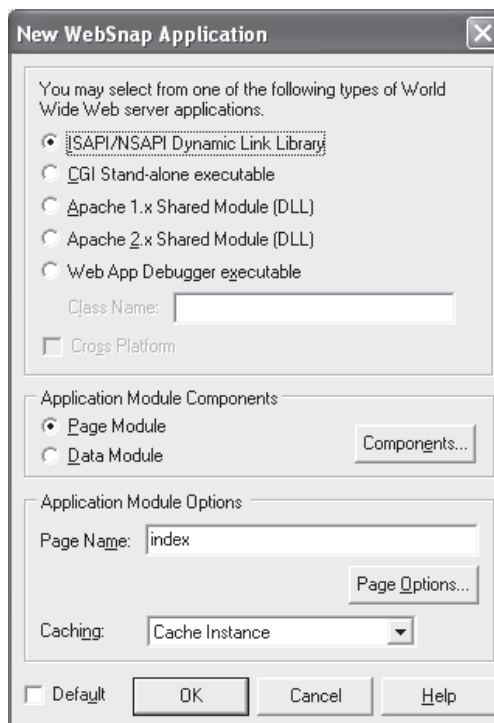 New WebSnap Application
You may select from one of the following types of World
Wide Web server applications.
ISAPI/NSAPI Dynamic Link Library
CGI Stand-alone executable
Apache 1.x Shared Module (DLL)
Apache 2.x Shared Module (DLL)
Web App Debugger executable
Class Name:
Cross Platform
Application Module Components
Page Module
Data Module
Components...
Application Module Options
Page Name: index
Page Options...
Caching: Cache Instance
Default OK Cancel Help